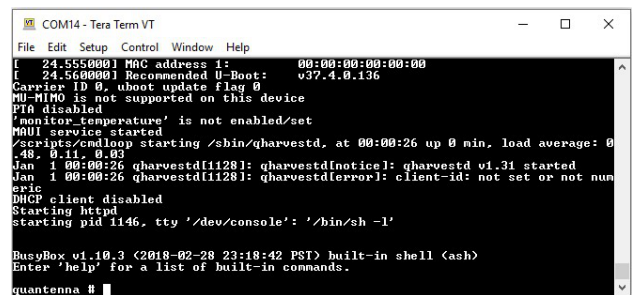 COM14 - Tera Term VT
File Edit Setup Control Window Help
[   24.555000] MAC address 1:          00:00:00:00:00:00
[   24.560000] Recommended U-Boot:    v37.4.0.136
Carrier ID 0, uboot update flag 0
MU-MIMO is not supported on this device
PTA disabled
'monitor_temperature' is not enabled/set
MAUI service started
/scripts/cmdloop starting /sbin/qharvestd, at 00:00:26 up 0 min, load average: 0
.48, 0.11, 0.03
Jan  1 00:00:26 qharvestd[1128]: qharvestd[notice]: qharvestd v1.31 started
Jan  1 00:00:26 qharvestd[1128]: qharvestd[error]: client-id: not set or not num
eric
DHCP client disabled
Starting httpd
starting pid 1146, tty '/dev/console': '/bin/sh -l'
BusyBox v1.10.3 (2018-02-28 23:18:42 PST) built-in shell (ash)
Enter 'help' for a list of built-in commands.
quantenna #